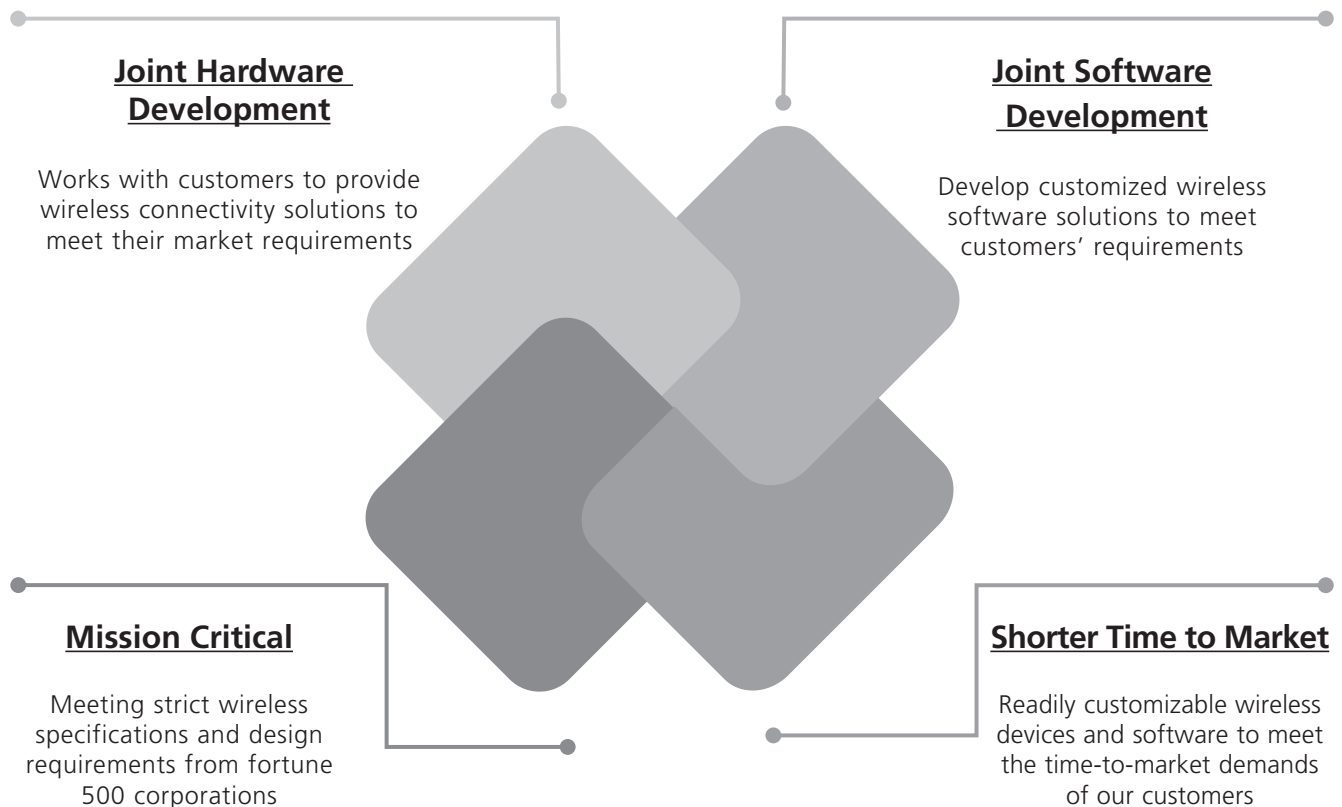 Joint Hardware
Development
Works with customers to provide
wireless connectivity solutions to
meet their market requirements
Joint Software
Development
Develop customized wireless
software solutions to meet
customers’ requirements
Mission Critical
Meeting strict wireless
specifications and design
requirements from fortune
500 corporations
Shorter Time to Market
Readily customizable wireless
devices and software to meet
the time-to-market demands
of our customers